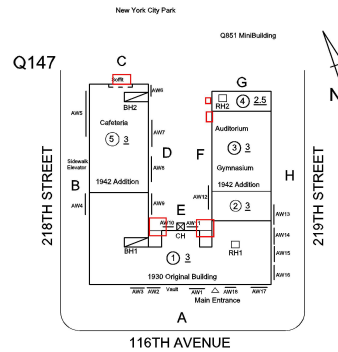 New York City Park
Q851 MiniBuilding
Q147
C
Soffit
AW6
BH2
AW5
Cafeteria
5 3
AW7
Sidewalk
Elevator
AW8
D
1942 Addition
B
AW4
AW9
G
RH2
4 2.5
Auditorium
F
3 3
Gymnasium
H
1942 Addition
AW12
2 3
AW13
E
AW10
AW11
CH
AW14
BH1
RH1
AW15
1 3
1930 Original Building
AW16
AW3
AW2
Vault
AW1
AW18
AW17
Main Entrance
A
116TH AVENUE
218TH STREET
219TH STREET
N